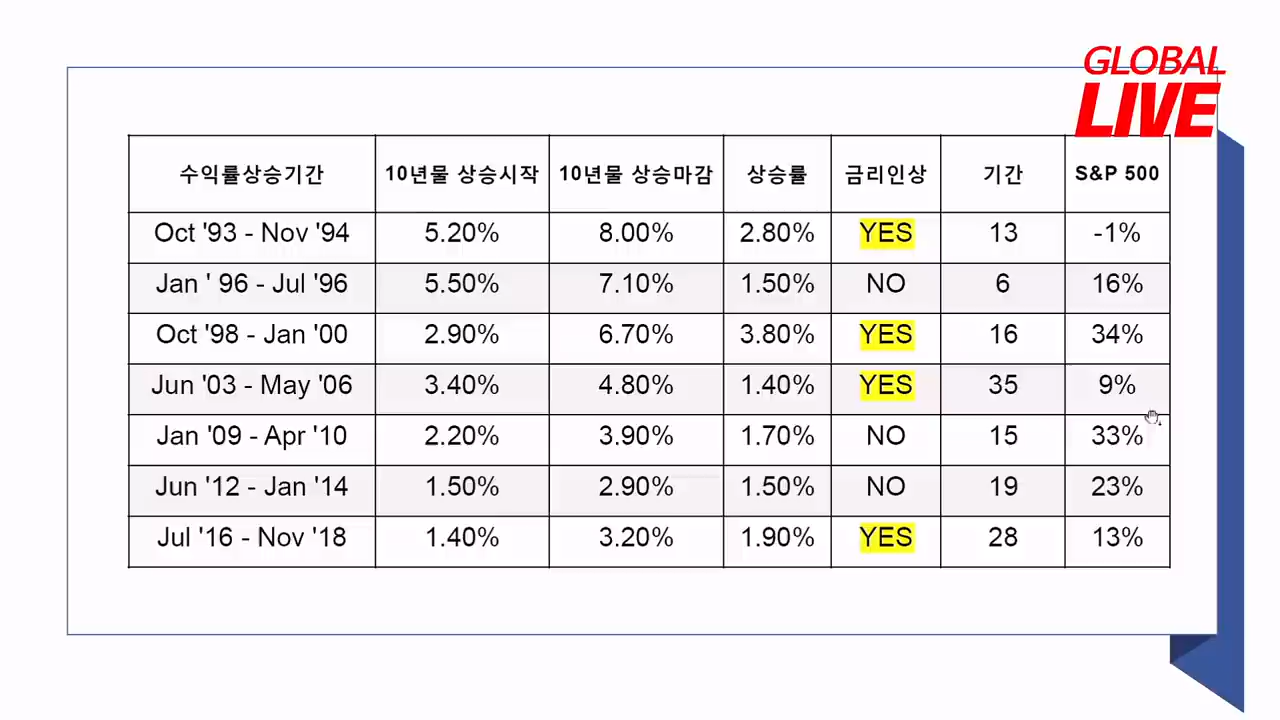 GLOBAL
LIVE
수익률상승기간 10년물 상승시작 10년물 상승마감 상승률 금리인상 기간 S&P 500
Oct '93 - Nov '94 5.20% 8.00% 2.80% YES 13 -1%
Jan ' 96 - Jul '96 5.50% 7.10% 1.50% NO 6 16%
Oct '98 - Jan '00 2.90% 6.70% 3.80% YES 16 34%
Jun '03 - May '06 3.40% 4.80% 1.40% YES 35 9%
Jan '09 - Apr '10 2.20% 3.90% 1.70% NO 15 33%
Jun '12 - Jan '14 1.50% 2.90% 1.50% NO 19 23%
Jul '16 - Nov '18 1.40% 3.20% 1.90% YES 28 13%